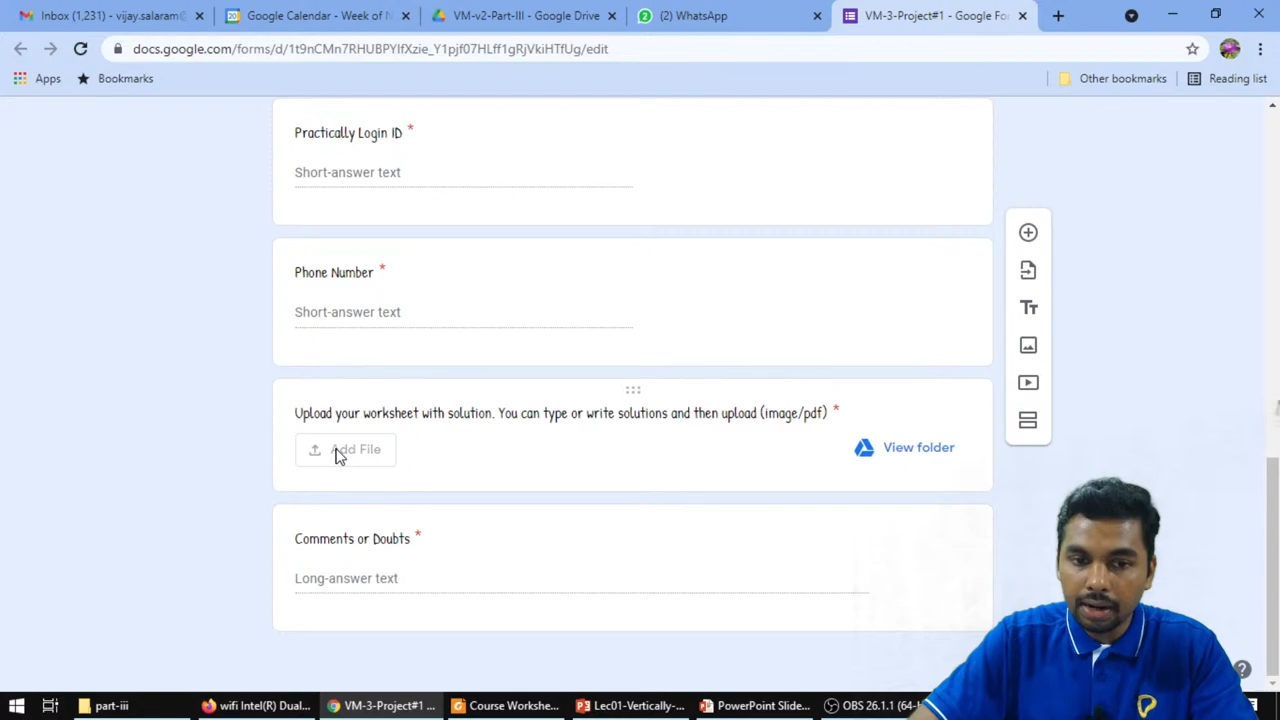 Inbox (1,231) - vijay.salaram@
Google Calendar - Week of
VM-v2-Part-III - Google Drive
(2) WhatsApp
VM-3-Project#1 - Google Fo
docs.google.com/forms/d/1t9nCMn7RHUBPYIfXzie_Y1pjf07HLff1gRjVkiHTfUg/edit
Apps
Bookmarks
Other bookmarks
Reading list
Practically Login ID *
Short-answer text
Phone Number *
Short-answer text
Upload your worksheet with solution. You can type or write solutions and then upload (image/pdf) *
Add File
View folder
Comments or Doubts *
Long-answer text
part-iii
wifi Intel(R) Dual...
VM-3-Project#1 ...
Course Workshe...
Lec01-Vertically-...
PowerPoint Slide...
OBS 26.1.1 (64-b